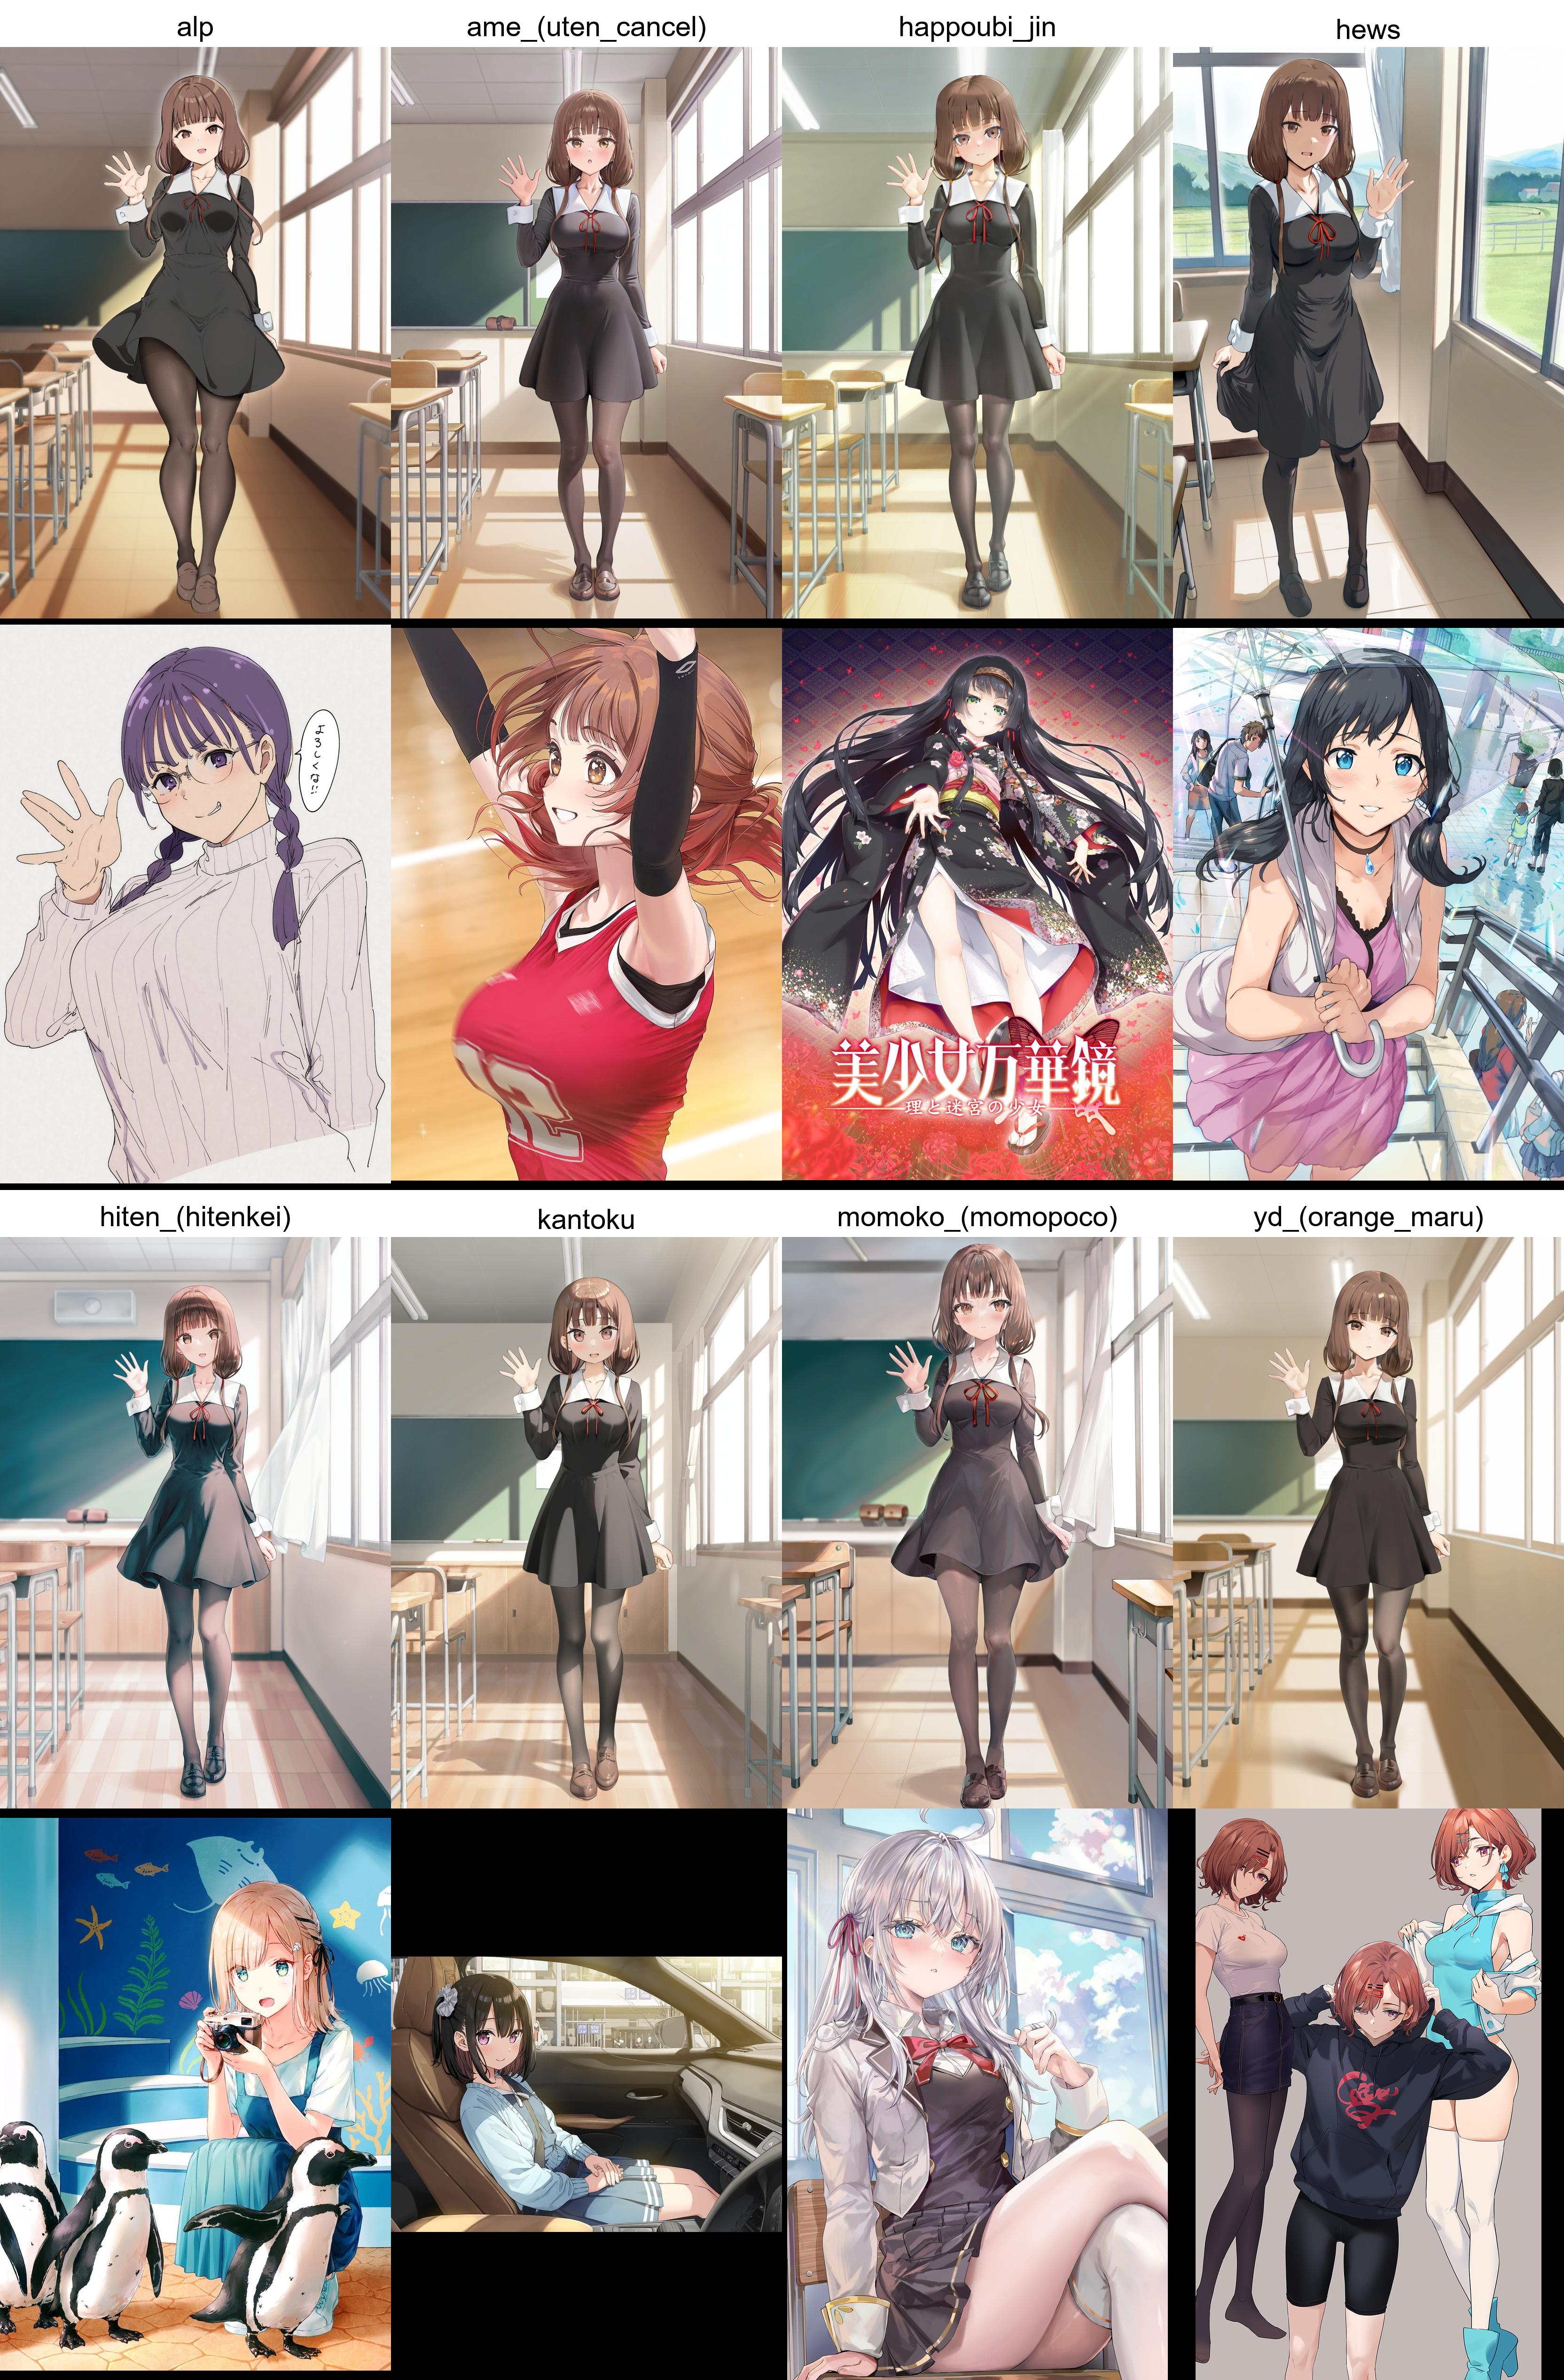 alp
ame_(uten_cancel)
happoubi_jin
hews
よろしくな!!
12
美少女万華鏡
理と迷宮の少女
hiten_(hitenkei)
kantoku
momoko_(momopoco)
yd_(orange_maru)